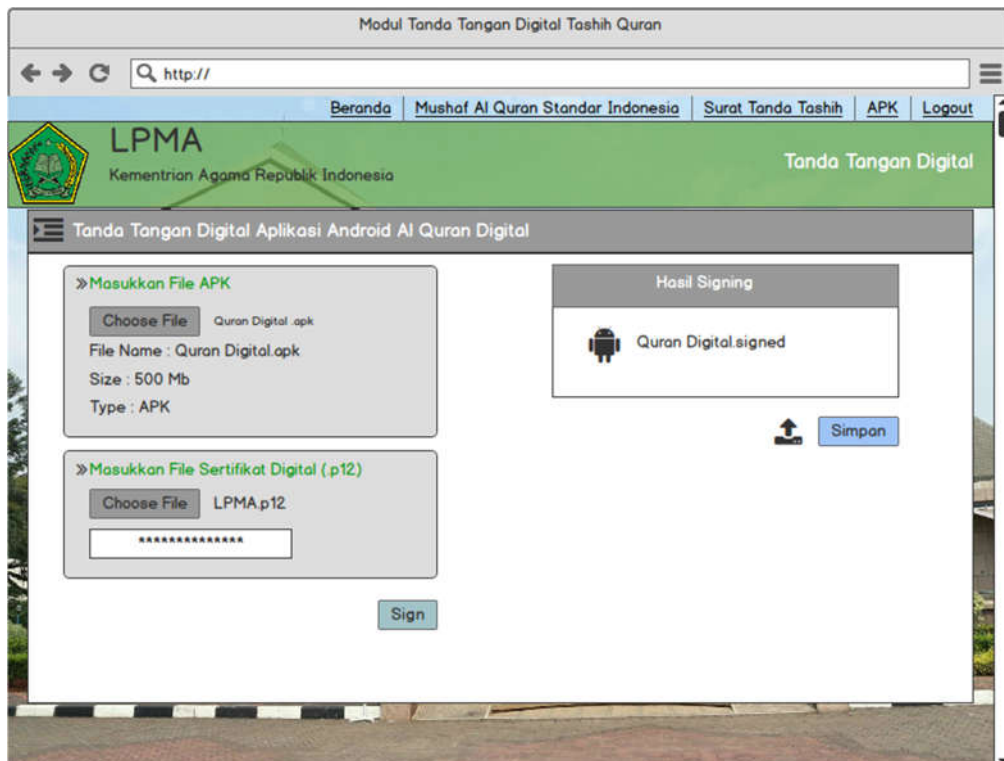 Modul Tanda Tangan Digital Tashih Quran
http://
Beranda Mushaf Al Quran Standar Indonesia Surat Tanda Tashih APK Logout
LPMA
Kementrian Agama Republik Indonesia
Tanda Tangan Digital
Tanda Tangan Digital Aplikasi Android Al Quran Digital
»Masukkan File APK
Choose File Quran Digital .apk
File Name : Quran Digital.apk
Size : 500 Mb
Type : APK
»Masukkan File Sertifikat Digital (.p12)
Choose File LPMA.p12
**************
Sign
Hasil Signing
Quran Digital.signed
Simpan